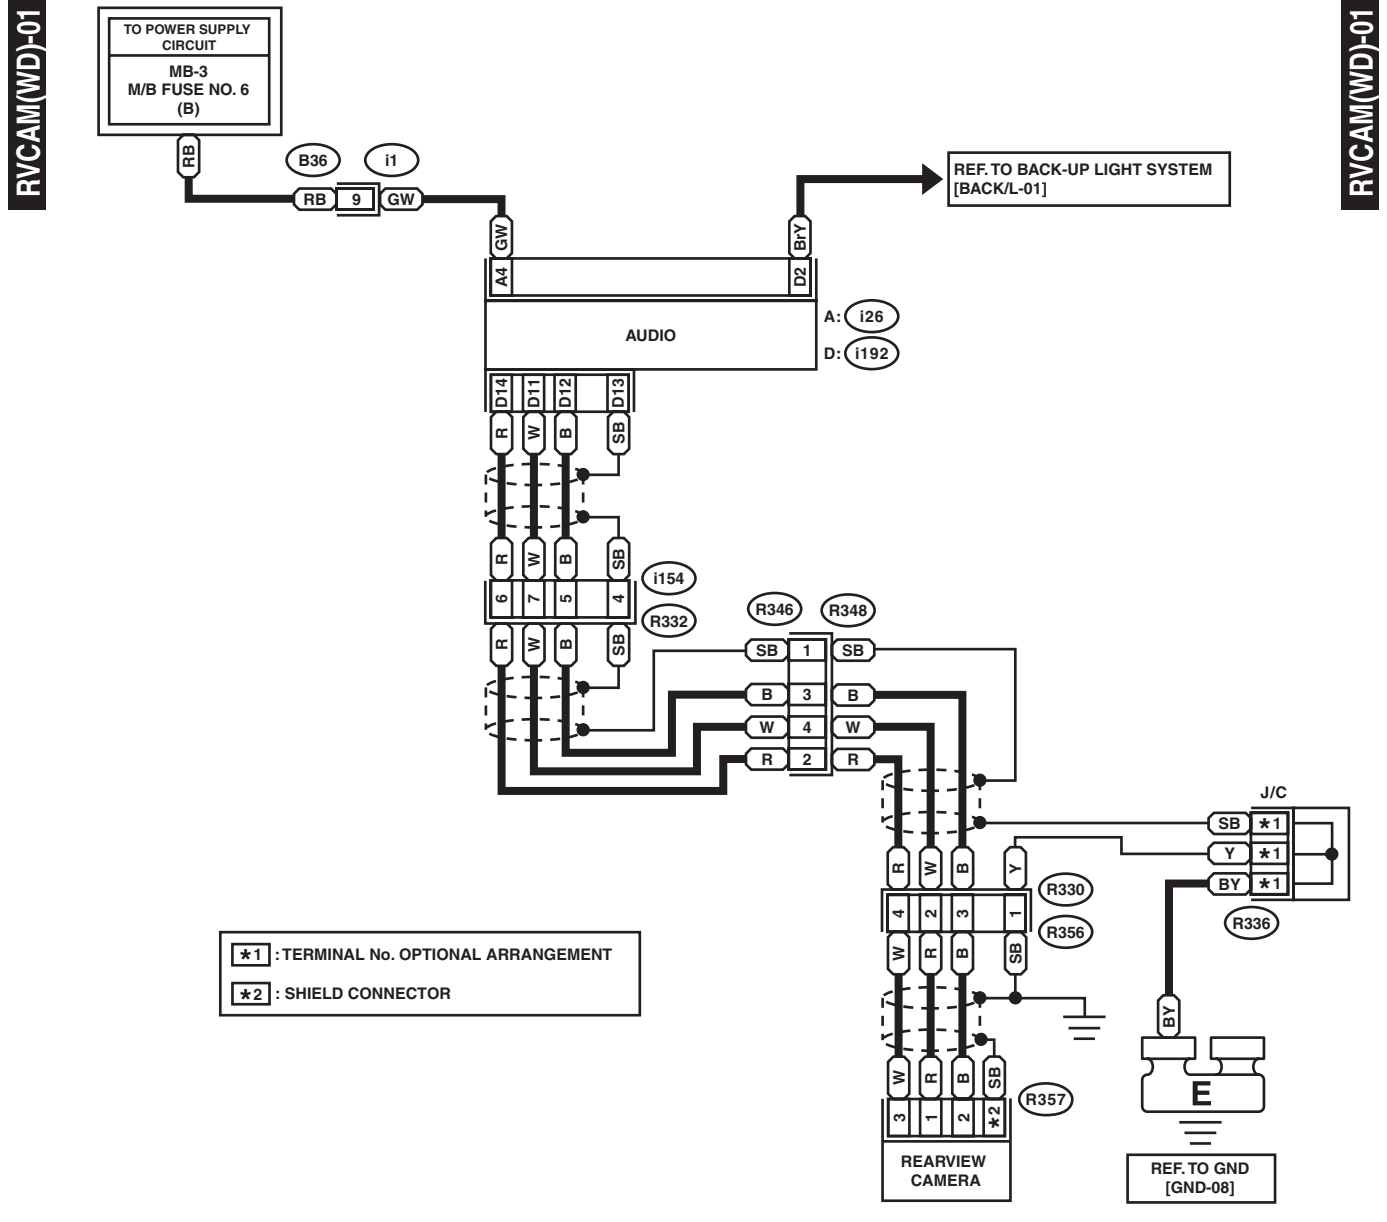 RVCAM(WD)-01
RVCAM(WD)-01
TO POWER SUPPLY
CIRCUIT
MB-3
M/B FUSE NO. 6
(B)
RB
B36
i1
RB
9
GW
REF. TO BACK-UP LIGHT SYSTEM
[BACK/L-01]
GW
BrY
A4
D2
AUDIO
A: i26
D: i192
D14
D11
D12
D13
R
W
B
SB
R
W
B
SB
i154
6
7
5
4
R332
R
W
B
SB
R346
R348
SB
1
SB
B
3
B
W
4
W
R
2
R
J/C
SB
*1
Y
*1
BY
*1
R336
R
W
B
Y
R330
4
2
3
1
R356
W
R
B
SB
*1 : TERMINAL No. OPTIONAL ARRANGEMENT
*2 : SHIELD CONNECTOR
BY
W
R
B
SB
R357
3
1
2
*2
REARVIEW
CAMERA
E
REF. TO GND
[GND-08]